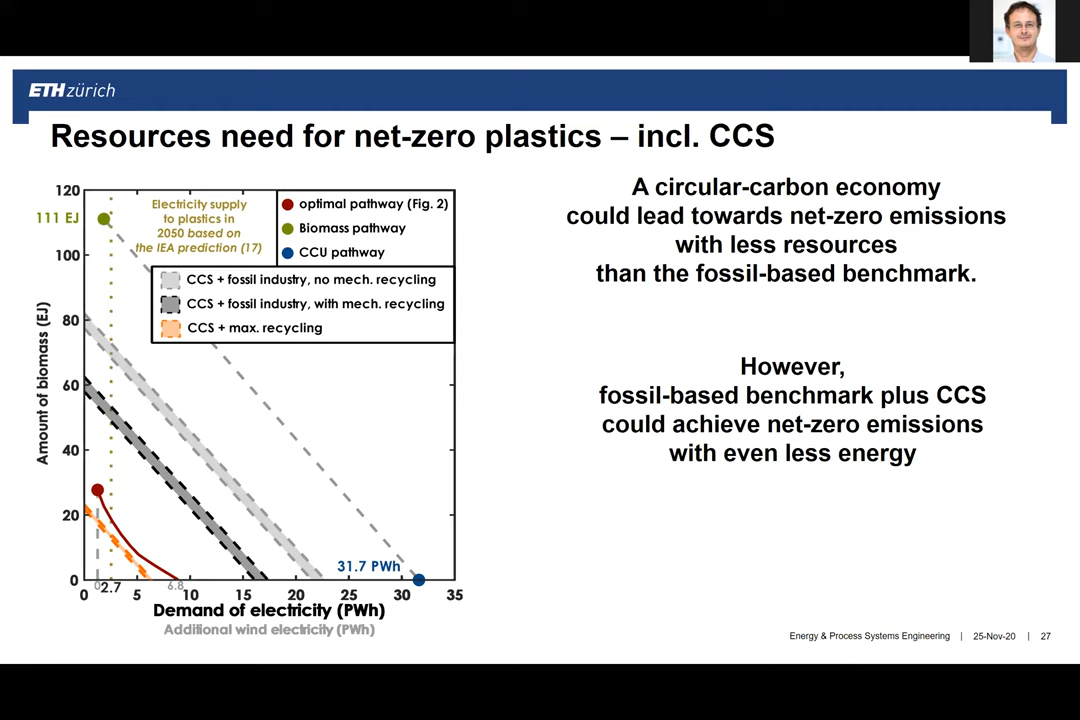 ETH zürich
Resources need for net-zero plastics – incl. CCS
A circular-carbon economy
could lead towards net-zero emissions
with less resources
than the fossil-based benchmark.
However,
fossil-based benchmark plus CCS
could achieve net-zero emissions
with even less energy
Amount of biomass (EJ)
120
100
80
60
40
20
0
111 EJ
Electricity supply
to plastics in
2050 based on
the IEA prediction (17)
optimal pathway (Fig. 2)
Biomass pathway
CCU pathway
CCS + fossil industry, no mech. recycling
CCS + fossil industry, with mech. recycling
CCS + max. recycling
31.7 PWh
0
6.8
0
2.7
5
10
15
20
25
30
35
Demand of electricity (PWh)
Additional wind electricity (PWh)
Energy & Process Systems Engineering | 25-Nov-20 | 27